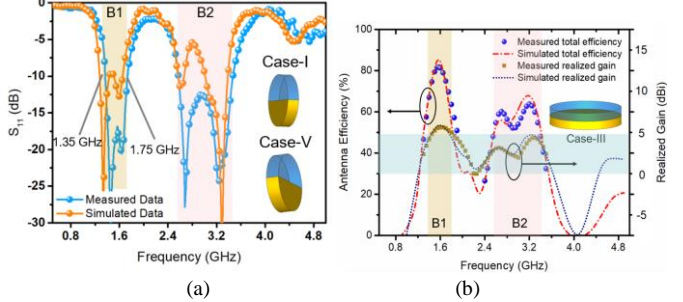 0
-5
-10
-15
-20
-25
-30
S11 (dB)
B1
B2
Case-I
1.35 GHz
1.75 GHz
Case-V
Measured Data
Simulated Data
0.8 1.6 2.4 3.2 4.0 4.8
Frequency (GHz)
(a)
100
80
60
40
20
0
Antenna Efficiency (%)
Measured total efficiency
Simulated total efficiency
Measured realized gain
Simulated realized gain
Case-III
B1
B2
15
10
5
0
-5
Realized Gain (dBi)
0.8 1.6 2.4 3.2 4.0 4.8
Frequency (GHz)
(b)